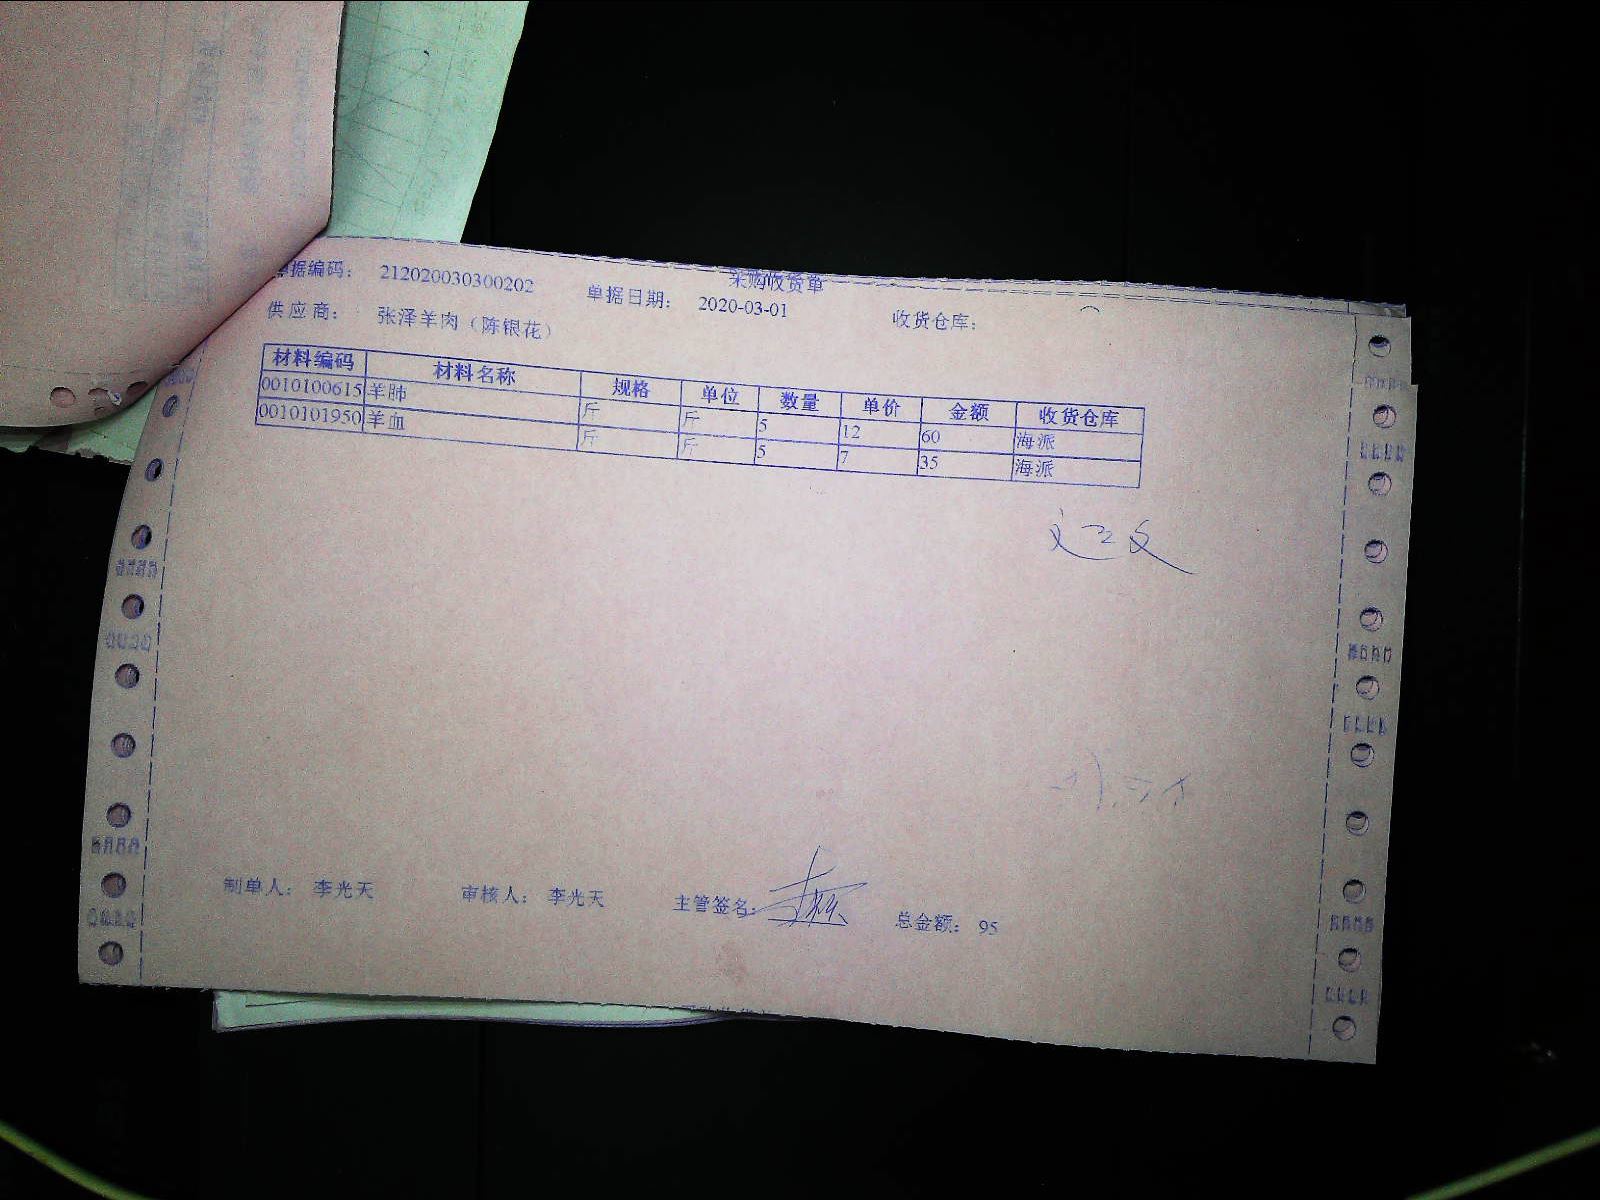 采购收货单
单据编码： 212020030300202 单据日期： 2020-03-01 收货仓库：
供应商： 张泽羊肉（陈银花）
材料编码 材料名称 规格 单位 数量 单价 金额 收货仓库
0010100615 羊肺 斤 斤 5 12 60 海派
0010101950 羊血 斤 斤 5 7 35 海派
制单人： 李光天 审核人： 李光天 主管签名： 总金额： 95